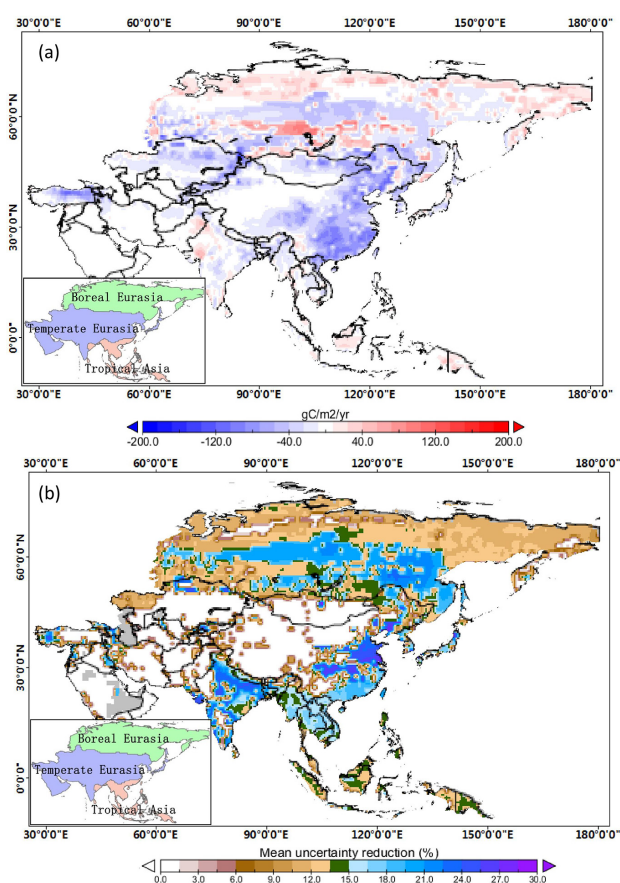 30°0'0"E 60°0'0"E 90°0'0"E 120°0'0"E 150°0'0"E 180°0'0"
(a)
60°0'0"N
30°0'0"N
0°0'0"
Boreal Eurasia
Temperate Eurasia
Tropical Asia
30°0'0"E 60°0'0"E 90°0'0"E 120°0'0"E 150°0'0"E 180°0'0"
gC/m2/yr
-200.0 -120.0 -40.0 40.0 120.0 200.0
30°0'0"E 60°0'0"E 90°0'0"E 120°0'0"E 150°0'0"E 180°0'0"
(b)
60°0'0"N
30°0'0"N
0°0'0"
Boreal Eurasia
Temperate Eurasia
Tropical Asia
30°0'0"E 60°0'0"E 90°0'0"E 120°0'0"E 150°0'0"E 180°0'0"
Mean uncertainty reduction (%)
0.0 3.0 6.0 9.0 12.0 15.0 18.0 21.0 24.0 27.0 30.0